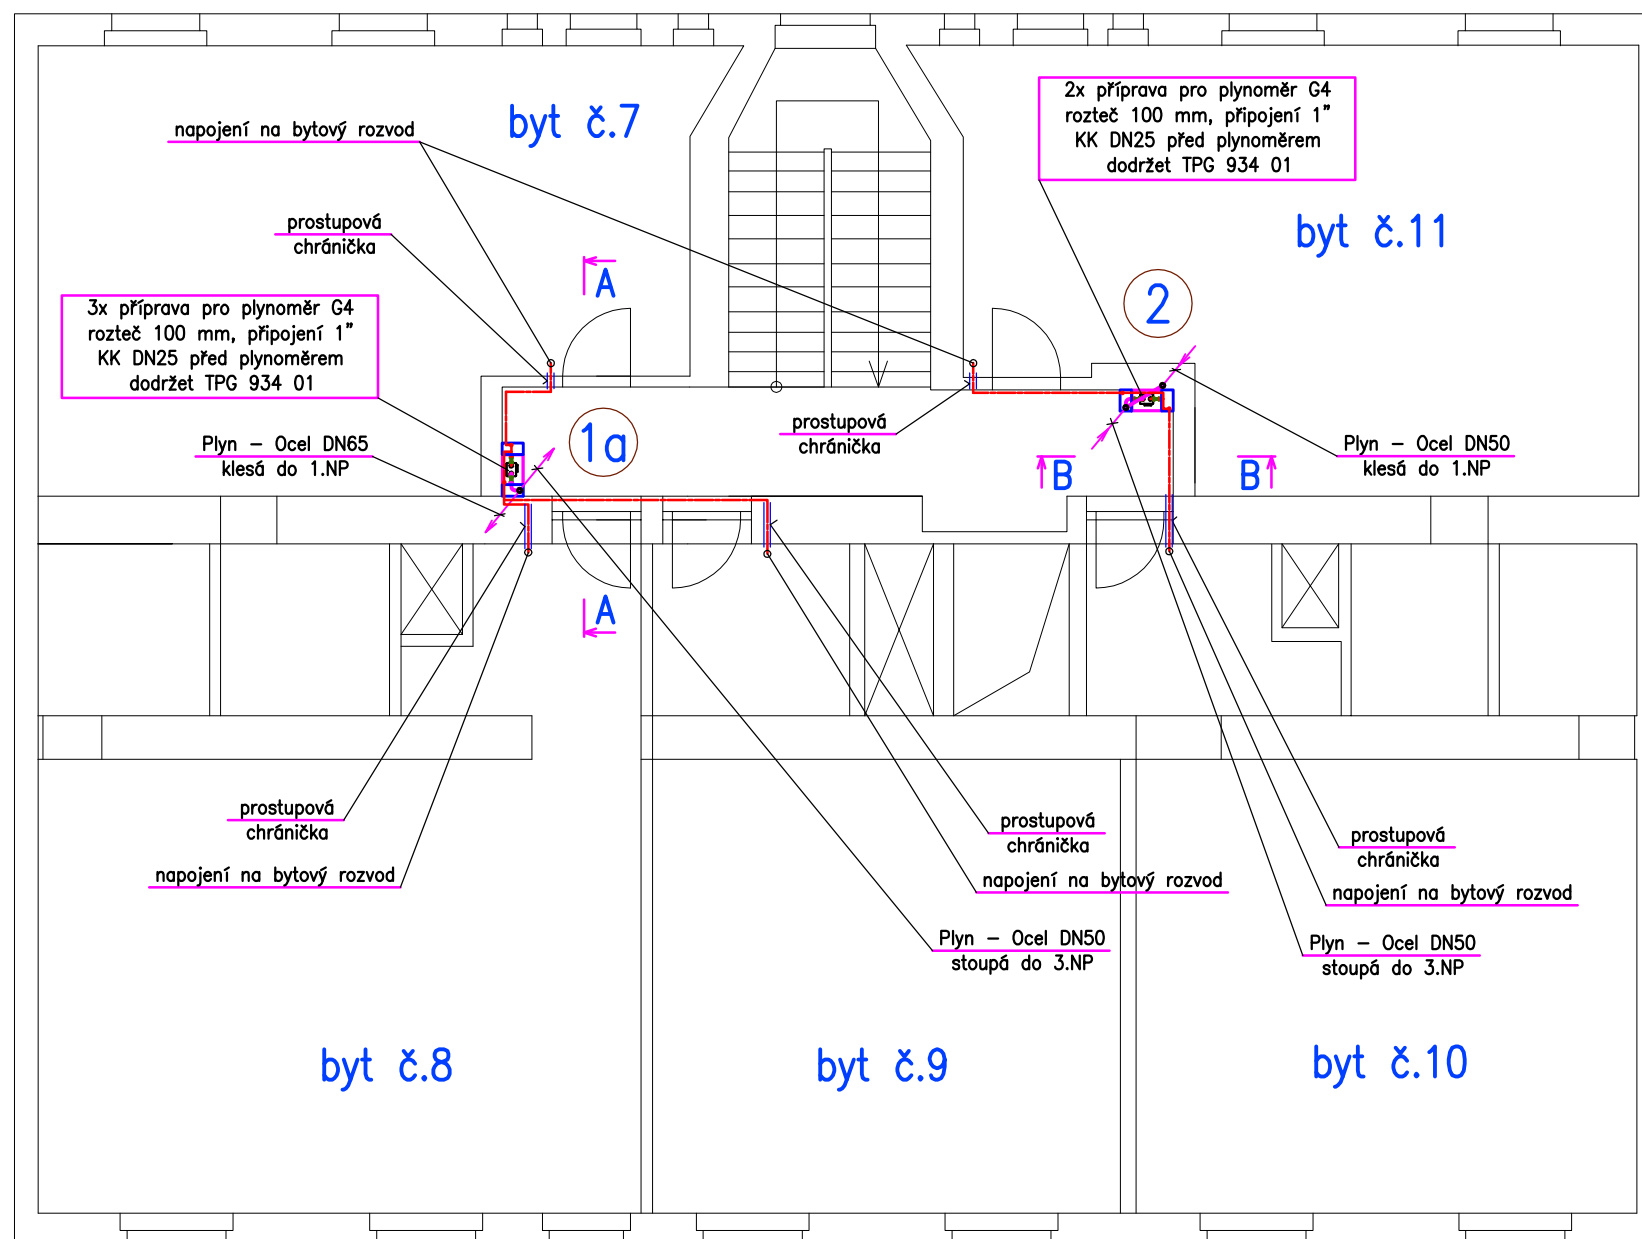 byt č.7
napojení na bytový rozvod
prostupová
chránička
2x příprava pro plynoměr G4
rozteč 100 mm, připojení 1"
KK DN25 před plynoměrem
dodržet TPG 934 01
byt č.11
A
2
3x příprava pro plynoměr G4
rozteč 100 mm, připojení 1"
KK DN25 před plynoměrem
dodržet TPG 934 01
1a
prostupová
chránička
Plyn – Ocel DN65
klesá do 1.NP
Plyn – Ocel DN50
klesá do 1.NP
B
B
A
prostupová
chránička
napojení na bytový rozvod
prostupová
chránička
napojení na bytový rozvod
prostupová
chránička
napojení na bytový rozvod
Plyn – Ocel DN50
stoupá do 3.NP
Plyn – Ocel DN50
stoupá do 3.NP
byt č.8
byt č.9
byt č.10